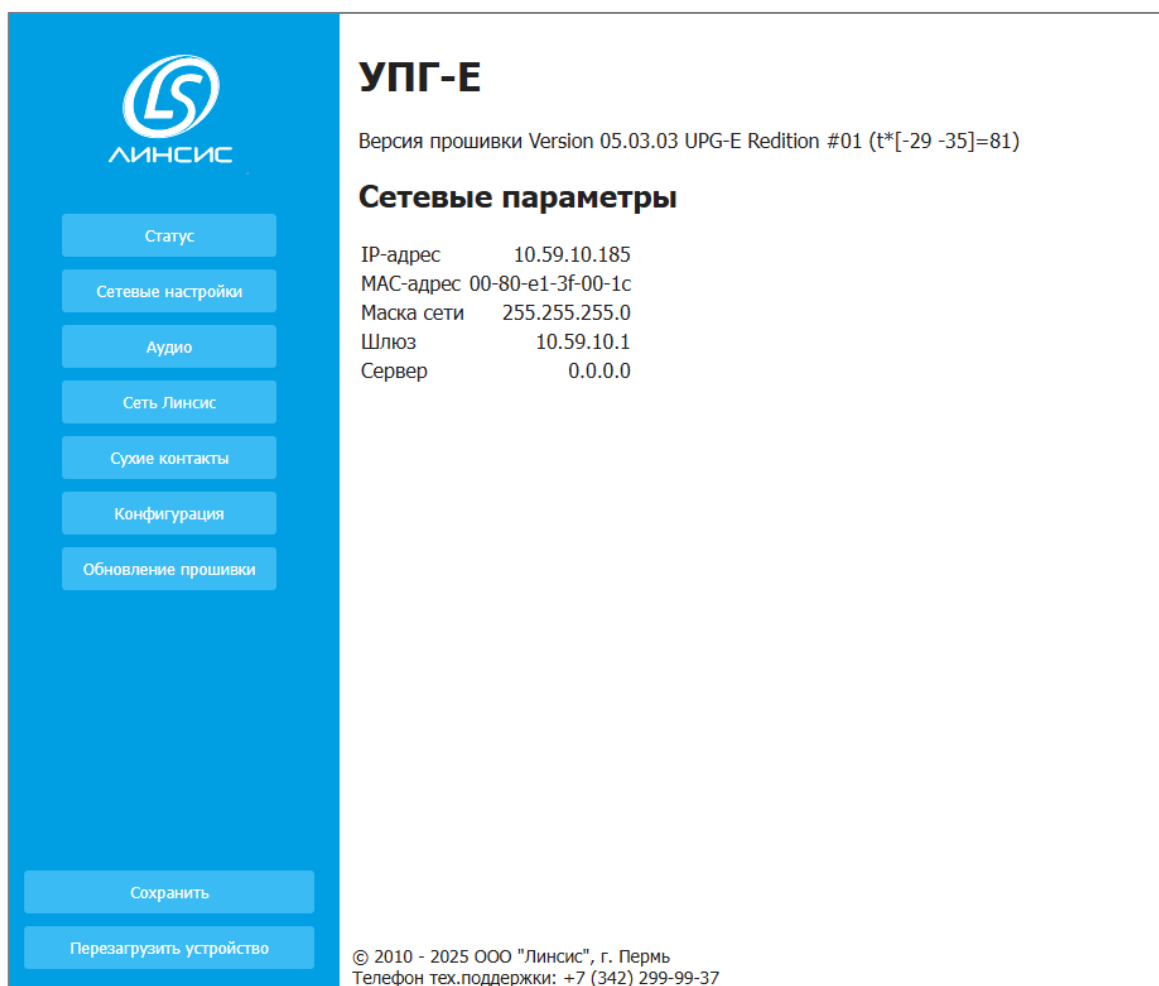 ЛИНСИС
Статус
Сетевые настройки
Аудио
Сеть Линсис
Сухие контакты
Конфигурация
Обновление прошивки
Сохранить
Перезагрузить устройство
УПГ-Е
Версия прошивки Version 05.03.03 UPG-E Redition #01 (t*[-29 -35]=81)
Сетевые параметры
IP-адрес 10.59.10.185
MAC-адрес 00-80-e1-3f-00-1c
Маска сети 255.255.255.0
Шлюз 10.59.10.1
Сервер 0.0.0.0
© 2010 - 2025 ООО "Линсис", г. Пермь
Телефон тех.поддержки: +7 (342) 299-99-37